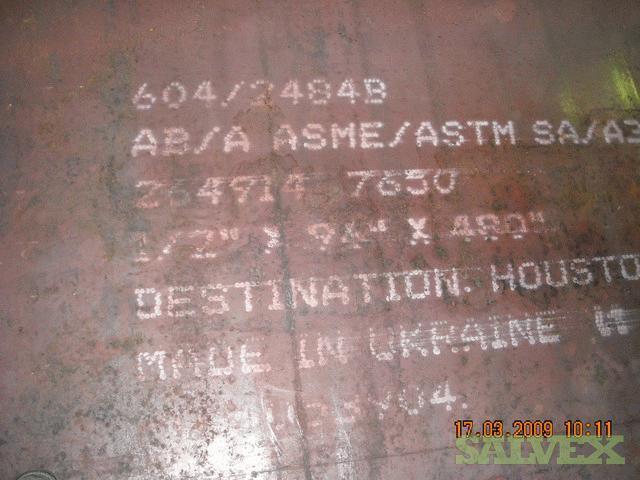 604/2484B
AB/A ASME/ASTM SA/A3
264914 7650
1/2" X 94" X 480"
DESTINATION. HOUSTO
MADE IN UKRAINE W
17.03.2009 10:11
SALVEX